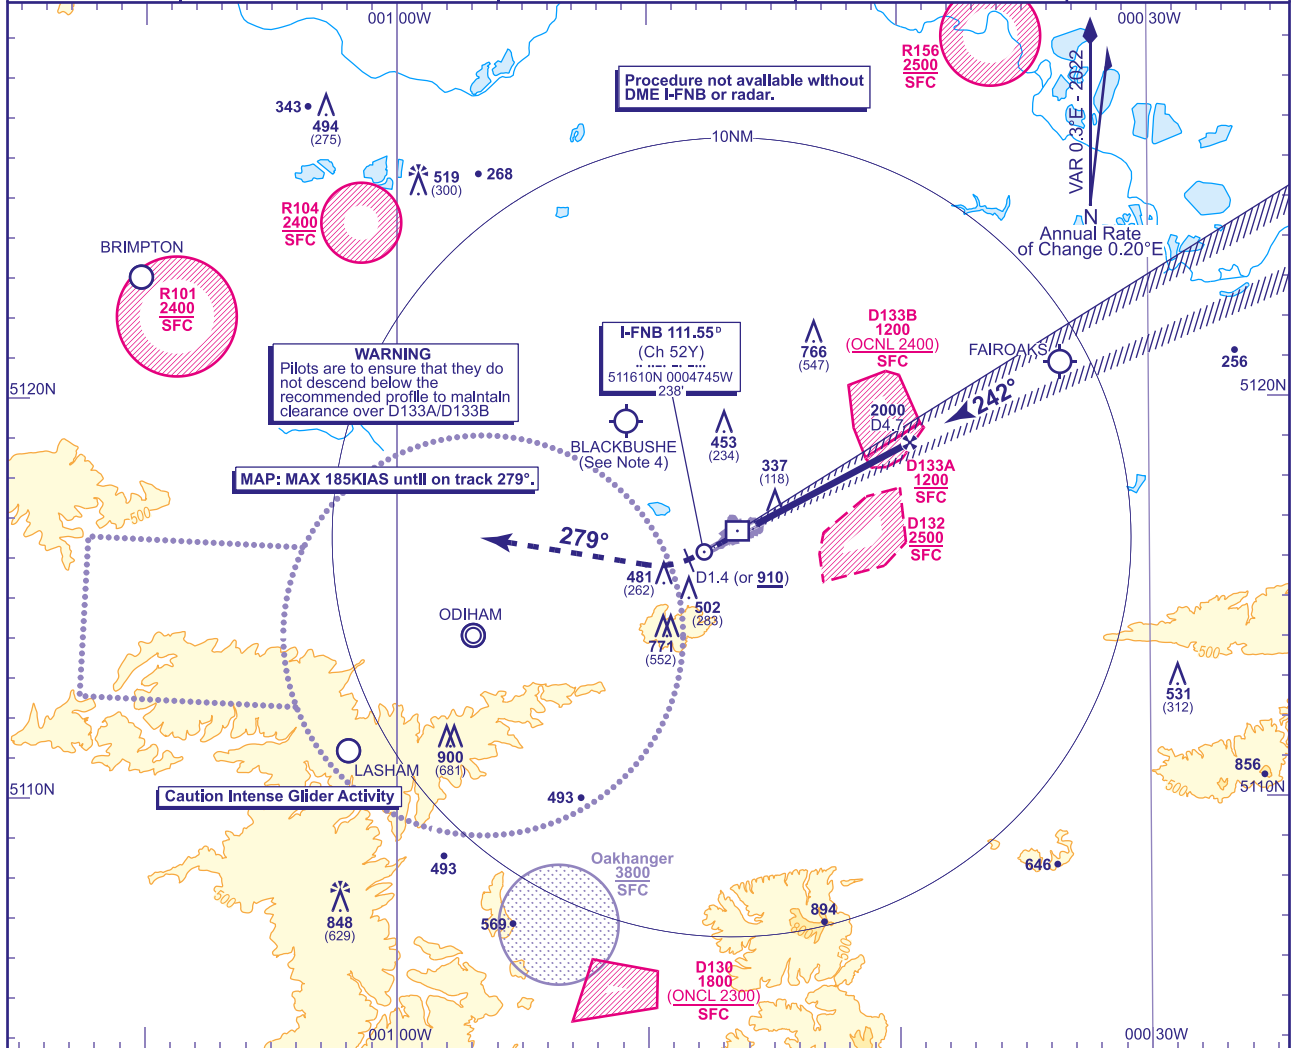 001 00W
000 30W
R156
2500
SFC
Procedure not available without
DME I-FNB or radar.
VAR 0.3°E - 2022
343
494
(275)
10NM
519
(300)
268
R104
2400
SFC
N
Annual Rate
of Change 0.20°E
BRIMPTON
R101
2400
SFC
D133B
1200
(OCNL 2400)
SFC
I-FNB 111.55ᴰ
(Ch 52Y)
511610N 0004745W
238'
766
(547)
FAIROAKS
256
WARNING
Pilots are to ensure that they do
not descend below the
recommended profile to maintain
clearance over D133A/D133B
5120N
5120N
242°
2000
D4.7
BLACKBUSHE
(See Note 4)
453
(234)
337
(118)
D133A
1200
SFC
MAP: MAX 185KIAS until on track 279°.
500
D132
2500
SFC
279°
481
(262)
D1.4 (or 910)
502
(283)
ODIHAM
771
(552)
500
531
(312)
900
(681)
LASHAM
856
5110N
5110N
Caution Intense Glider Activity
493
493
Oakhanger
3800
SFC
646
500
848
(629)
569
894
D130
1800
(ONCL 2300)
SFC
001 00W
000 30W